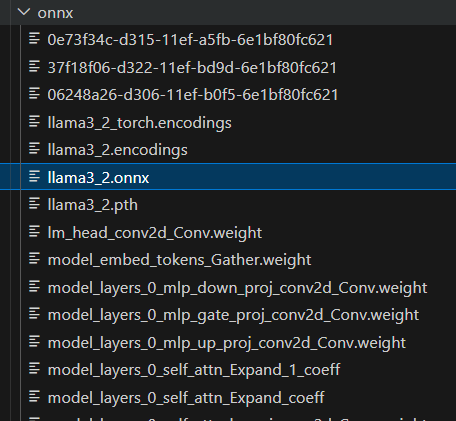 onnx
0e73f34c-d315-11ef-a5fb-6e1bf80fc621
37f18f06-d322-11ef-bd9d-6e1bf80fc621
06248a26-d306-11ef-b0f5-6e1bf80fc621
llama3_2_torch.encodings
llama3_2.encodings
llama3_2.onnx
llama3_2.pth
lm_head_conv2d_Conv.weight
model_embed_tokens_Gather.weight
model_layers_0_mlp_down_proj_conv2d_Conv.weight
model_layers_0_mlp_gate_proj_conv2d_Conv.weight
model_layers_0_mlp_up_proj_conv2d_Conv.weight
model_layers_0_self_attn_Expand_1_coeff
model_layers_0_self_attn_Expand_coeff